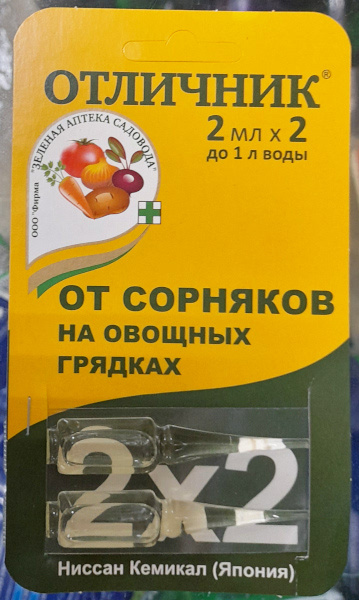 ОТЛИЧНИК®
2 мл х 2
до 1 л воды
ООО "Фирма "ЗЕЛЕНАЯ АПТЕКА САДОВОДА"
ОТ СОРНЯКОВ
НА ОВОЩНЫХ
ГРЯДКАХ
2х2
Ниссан Кемикал (Япония)